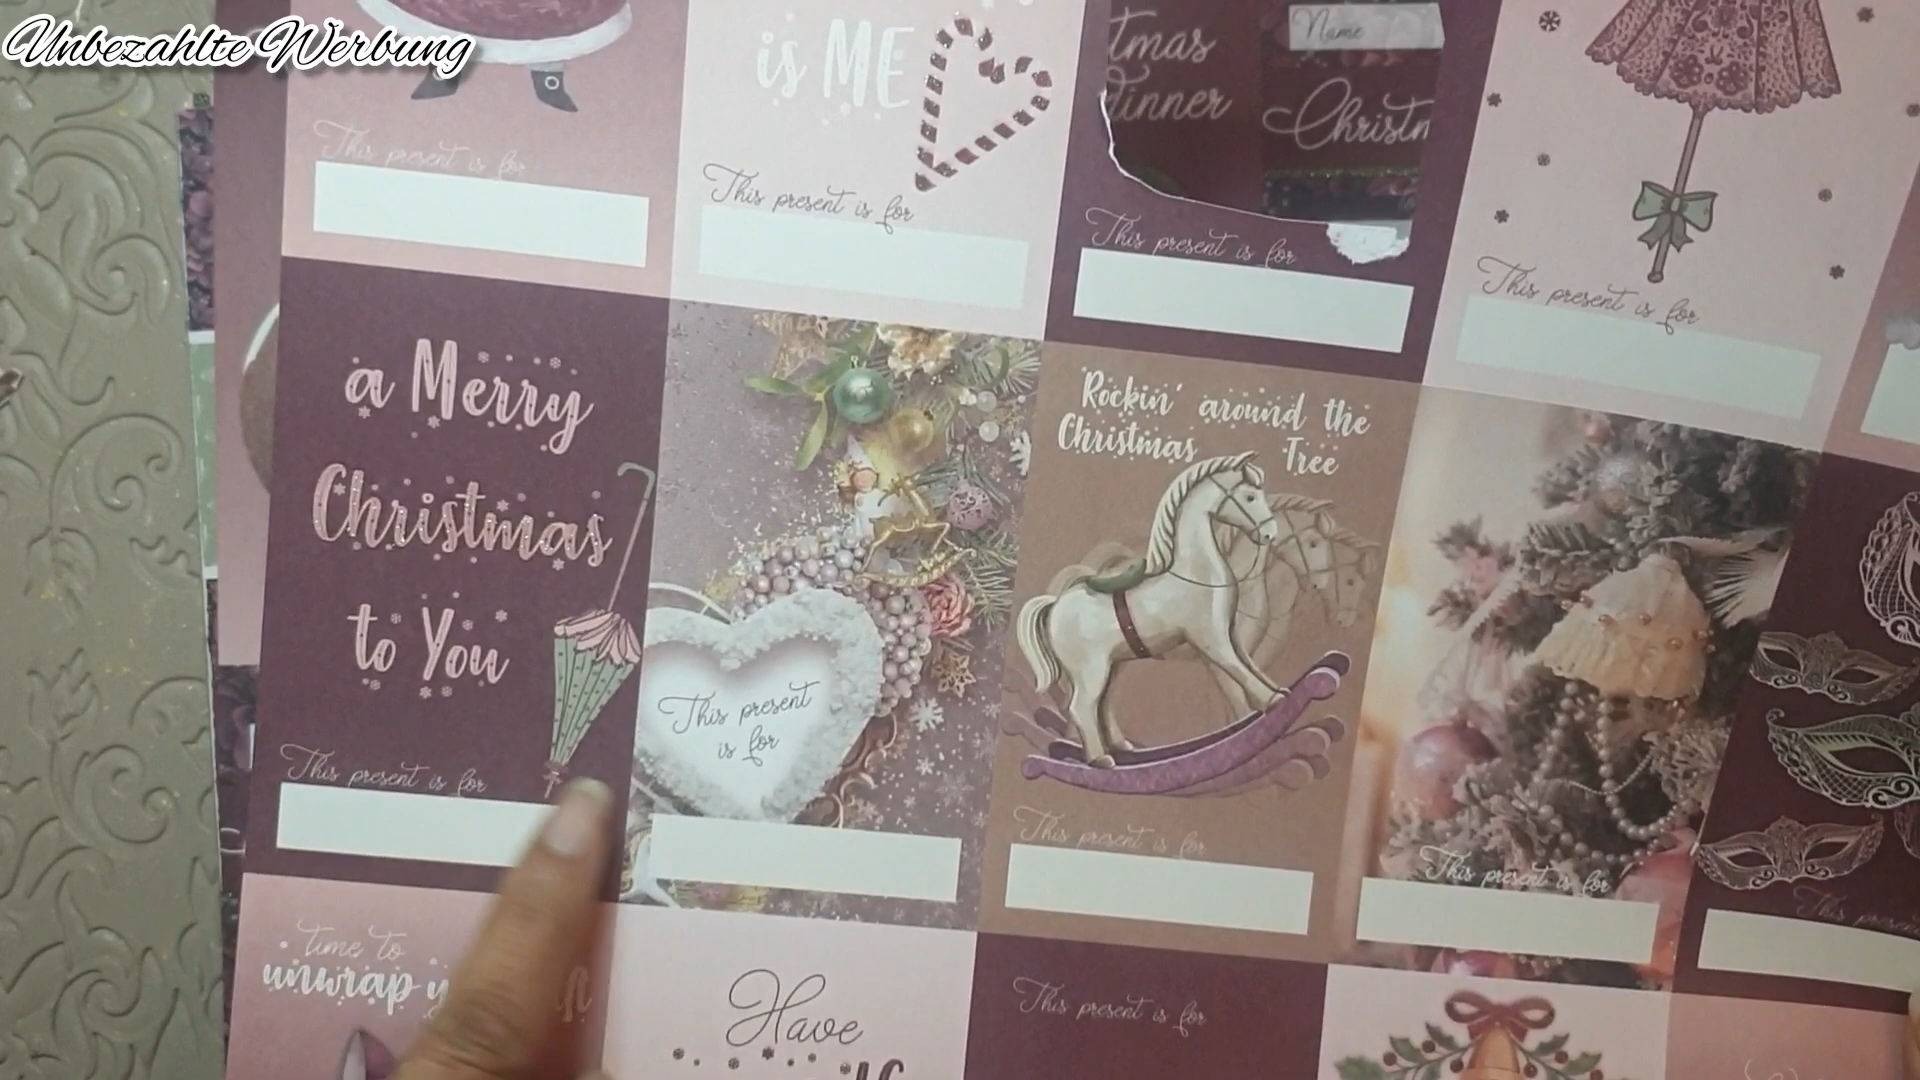 Unbezahlte Werbung
This present is for
is ME
This present is for
tmas
dinner
Name
Christm
This present is for
This present is for
a Merry
Christmas
to You
This present is for
This present
is for
Rockin' around the
Christmas Tree
This present is for
This present is for
This present
time to
unwrap
Have
This present is for